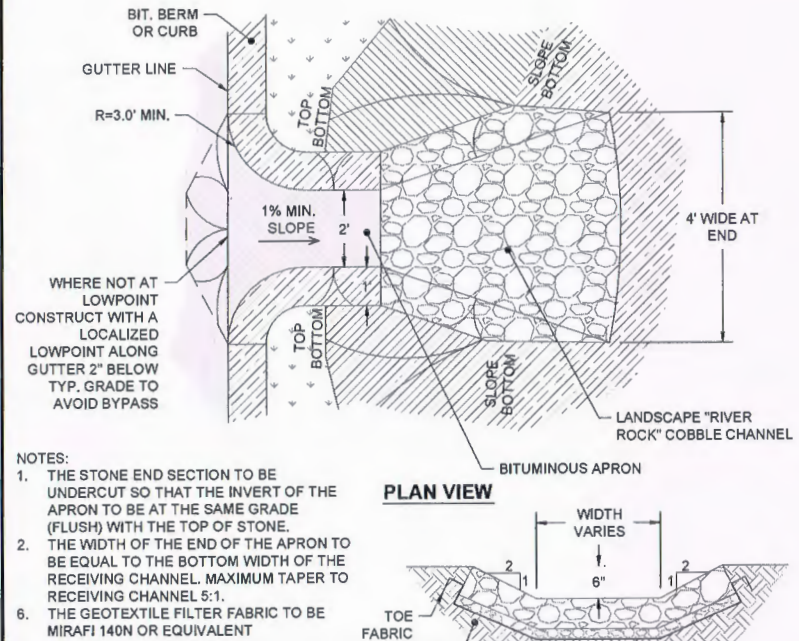 BIT. BERM
OR CURB
GUTTER LINE
R=3.0' MIN.
TOP
BOTTOM
SLOPE
BOTTOM
1% MIN.
SLOPE
2'
1'
4' WIDE AT
END
WHERE NOT AT
LOWPOINT
CONSTRUCT WITH A
LOCALIZED
LOWPOINT ALONG
GUTTER 2" BELOW
TYP. GRADE TO
AVOID BYPASS
TOP
BOTTOM
SLOPE
BOTTOM
LANDSCAPE "RIVER
ROCK" COBBLE CHANNEL
BITUMINOUS APRON
PLAN VIEW
NOTES:
1. THE STONE END SECTION TO BE
UNDERCUT SO THAT THE INVERT OF THE
APRON TO BE AT THE SAME GRADE
(FLUSH) WITH THE TOP OF STONE.
2. THE WIDTH OF THE END OF THE APRON TO
BE EQUAL TO THE BOTTOM WIDTH OF THE
RECEIVING CHANNEL. MAXIMUM TAPER TO
RECEIVING CHANNEL 5:1.
6. THE GEOTEXTILE FILTER FABRIC TO BE
MIRAFI 140N OR EQUIVALENT
WIDTH
VARIES
2
1
6"
1
2
TOE
FABRIC